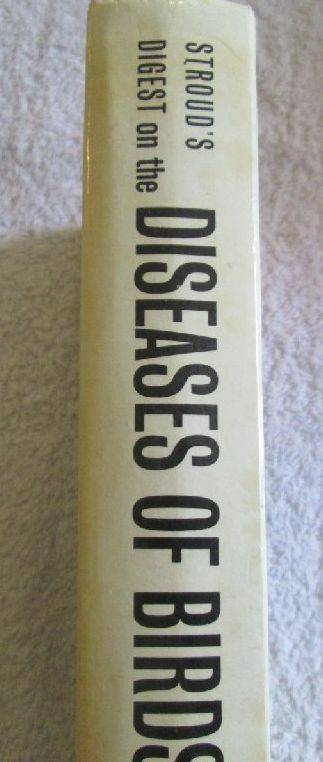 STROUD'S
DIGEST on the
DISEASES OF BIRDS